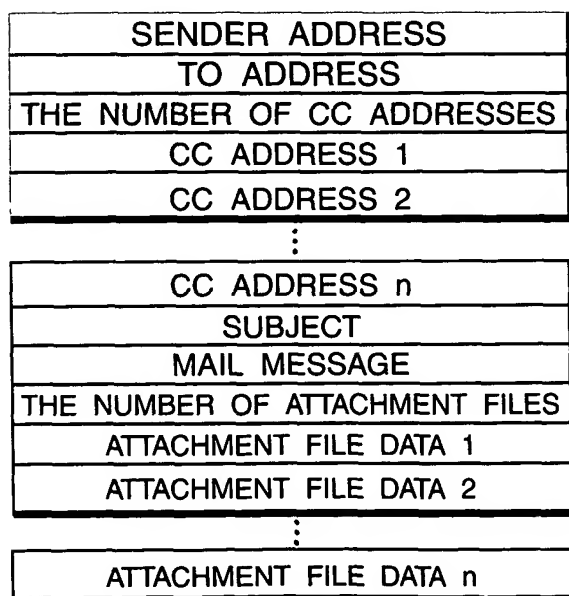 SENDER ADDRESS
TO ADDRESS
THE NUMBER OF CC ADDRESSES
CC ADDRESS 1
CC ADDRESS 2
CC ADDRESS n
SUBJECT
MAIL MESSAGE
THE NUMBER OF ATTACHMENT FILES
ATTACHMENT FILE DATA 1
ATTACHMENT FILE DATA 2
ATTACHMENT FILE DATA n